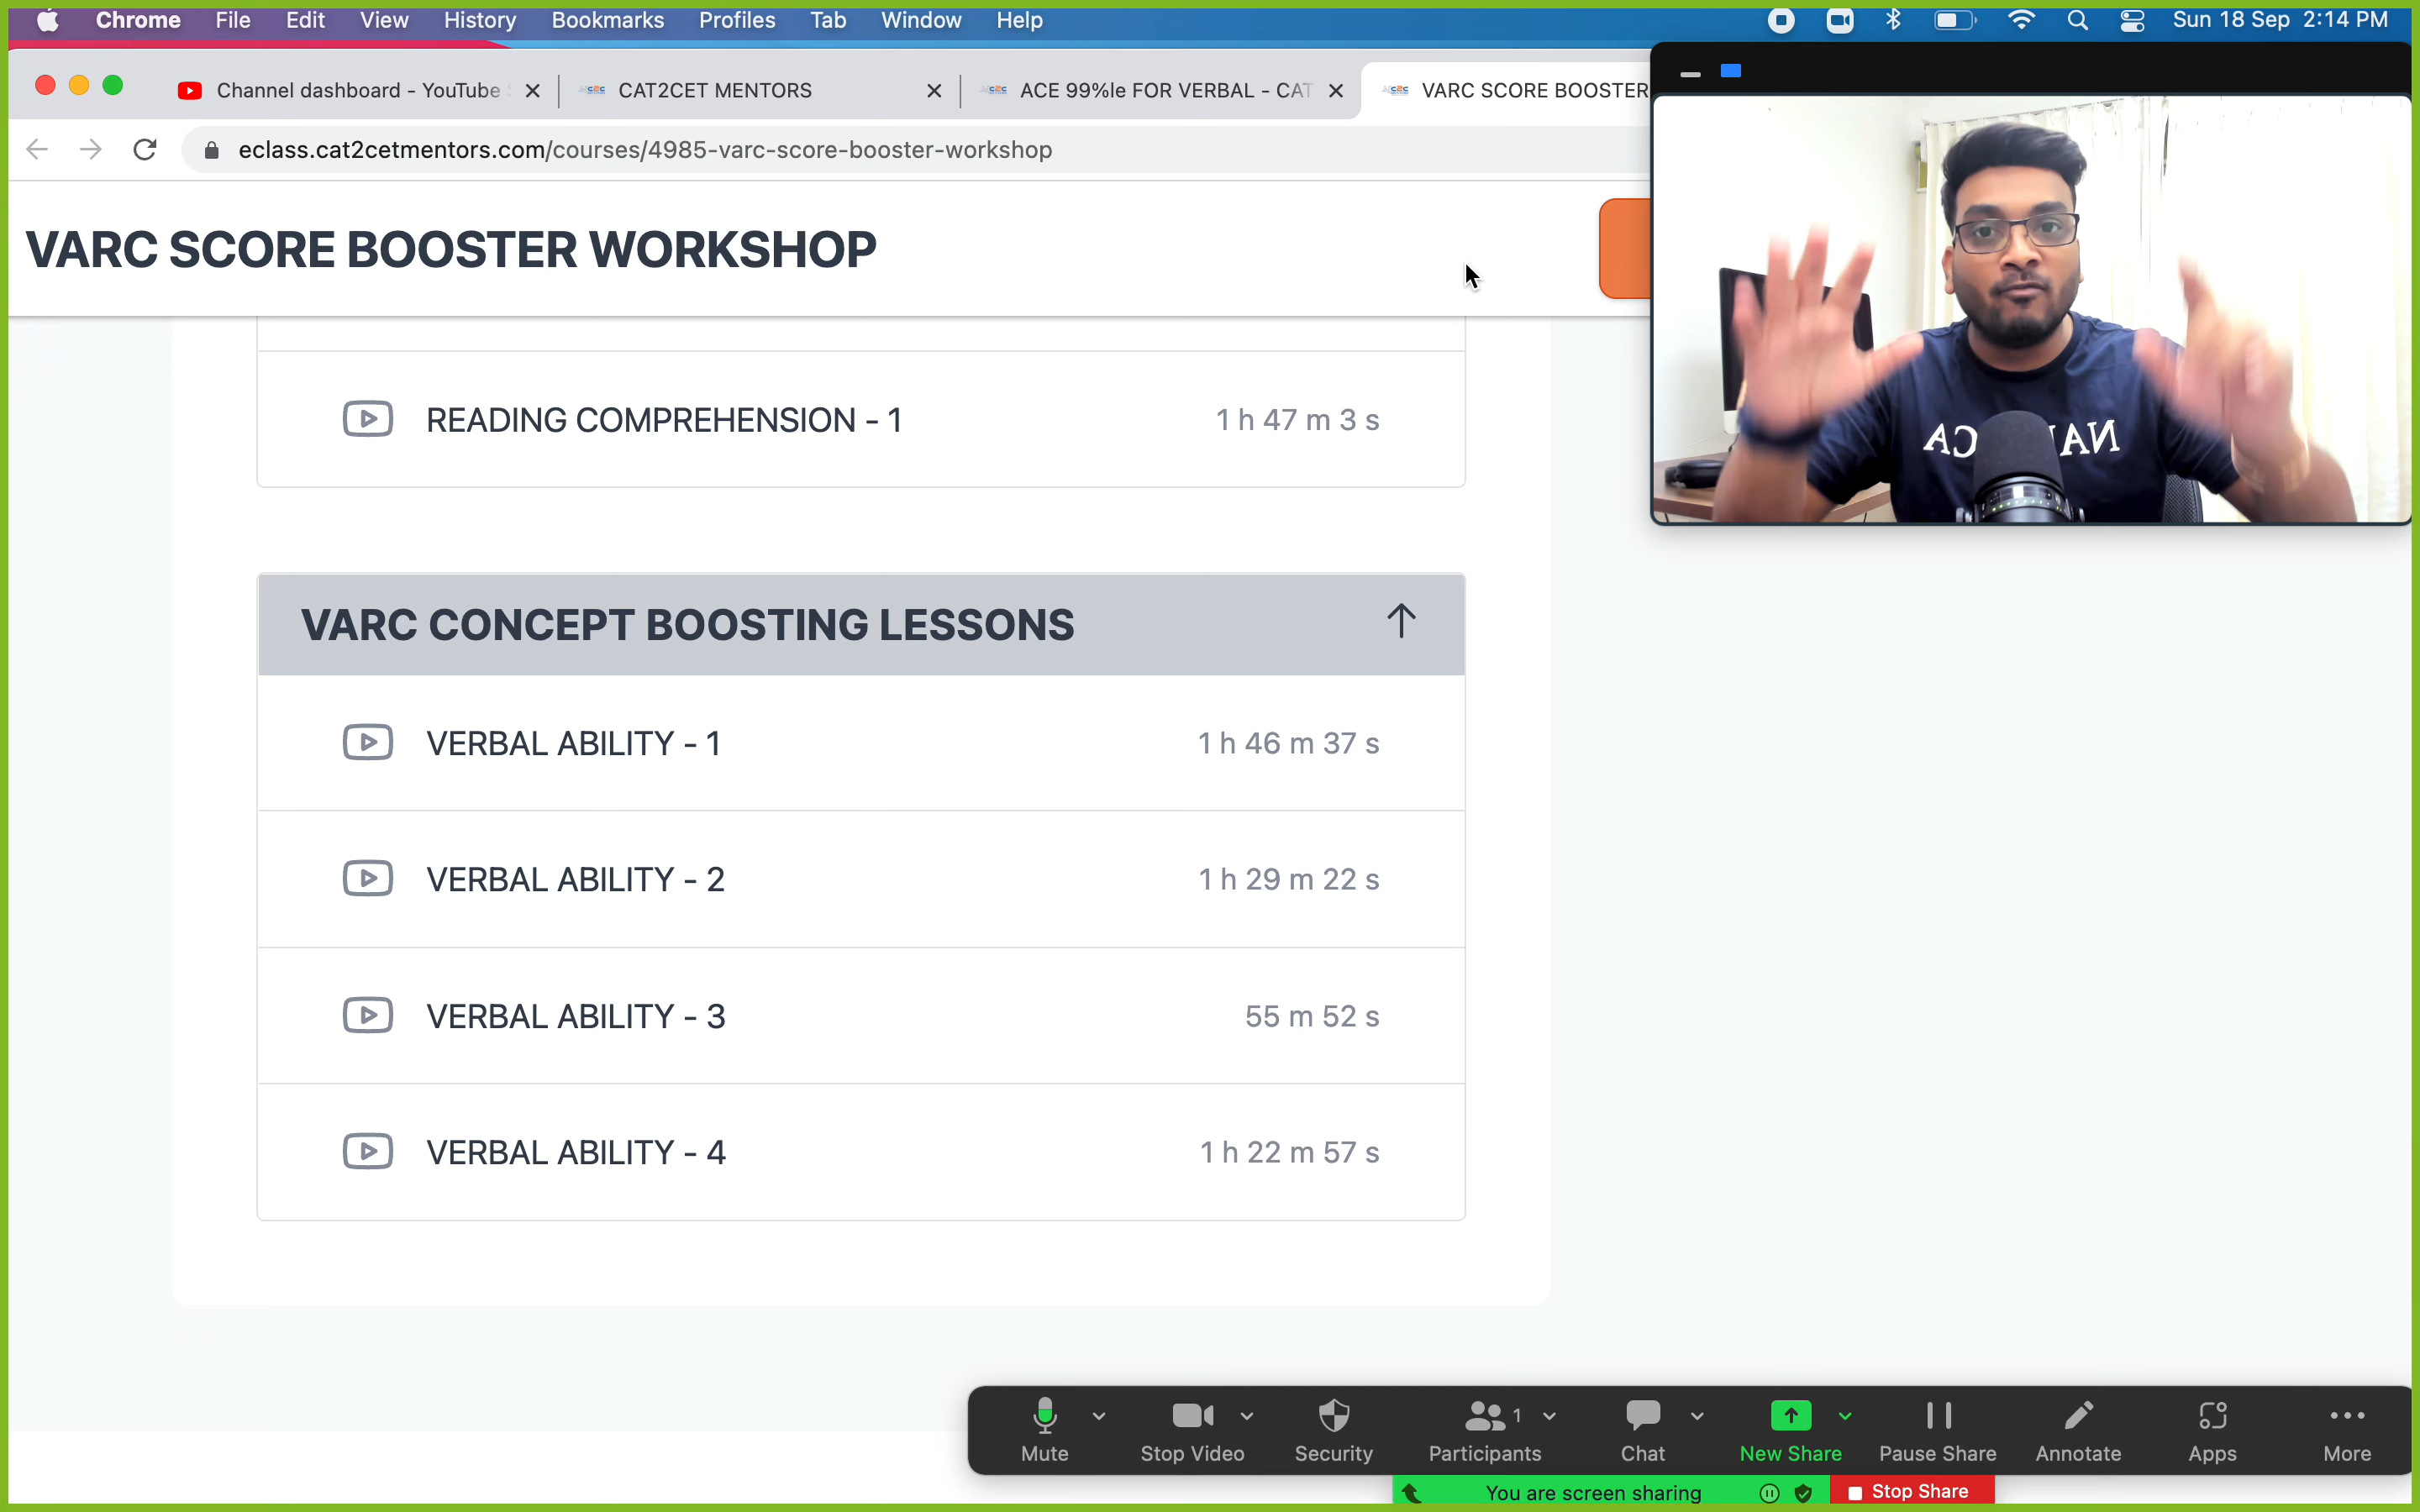 Chrome File Edit View History Bookmarks Profiles Tab Window Help Sun 18 Sep 2:14 PM
Channel dashboard - YouTube CAT2CET MENTORS ACE 99%le FOR VERBAL - CAT VARC SCORE BOOSTER
eclass.cat2cetmentors.com/courses/4985-varc-score-booster-workshop
VARC SCORE BOOSTER WORKSHOP
READING COMPREHENSION - 1 1 h 47 m 3 s
VARC CONCEPT BOOSTING LESSONS
VERBAL ABILITY - 1 1 h 46 m 37 s
VERBAL ABILITY - 2 1 h 29 m 22 s
VERBAL ABILITY - 3 55 m 52 s
VERBAL ABILITY - 4 1 h 22 m 57 s
1
Mute Stop Video Security Participants Chat New Share Pause Share Annotate Apps More
You are screen sharing Stop Share